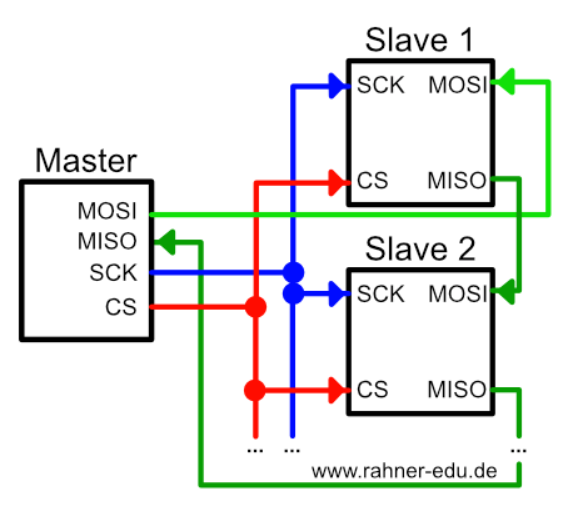 Slave 1
SCK MOSI
CS MISO
Master
MOSI
MISO
SCK
CS
Slave 2
SCK MOSI
CS MISO
... ... ...
www.rahner-edu.de